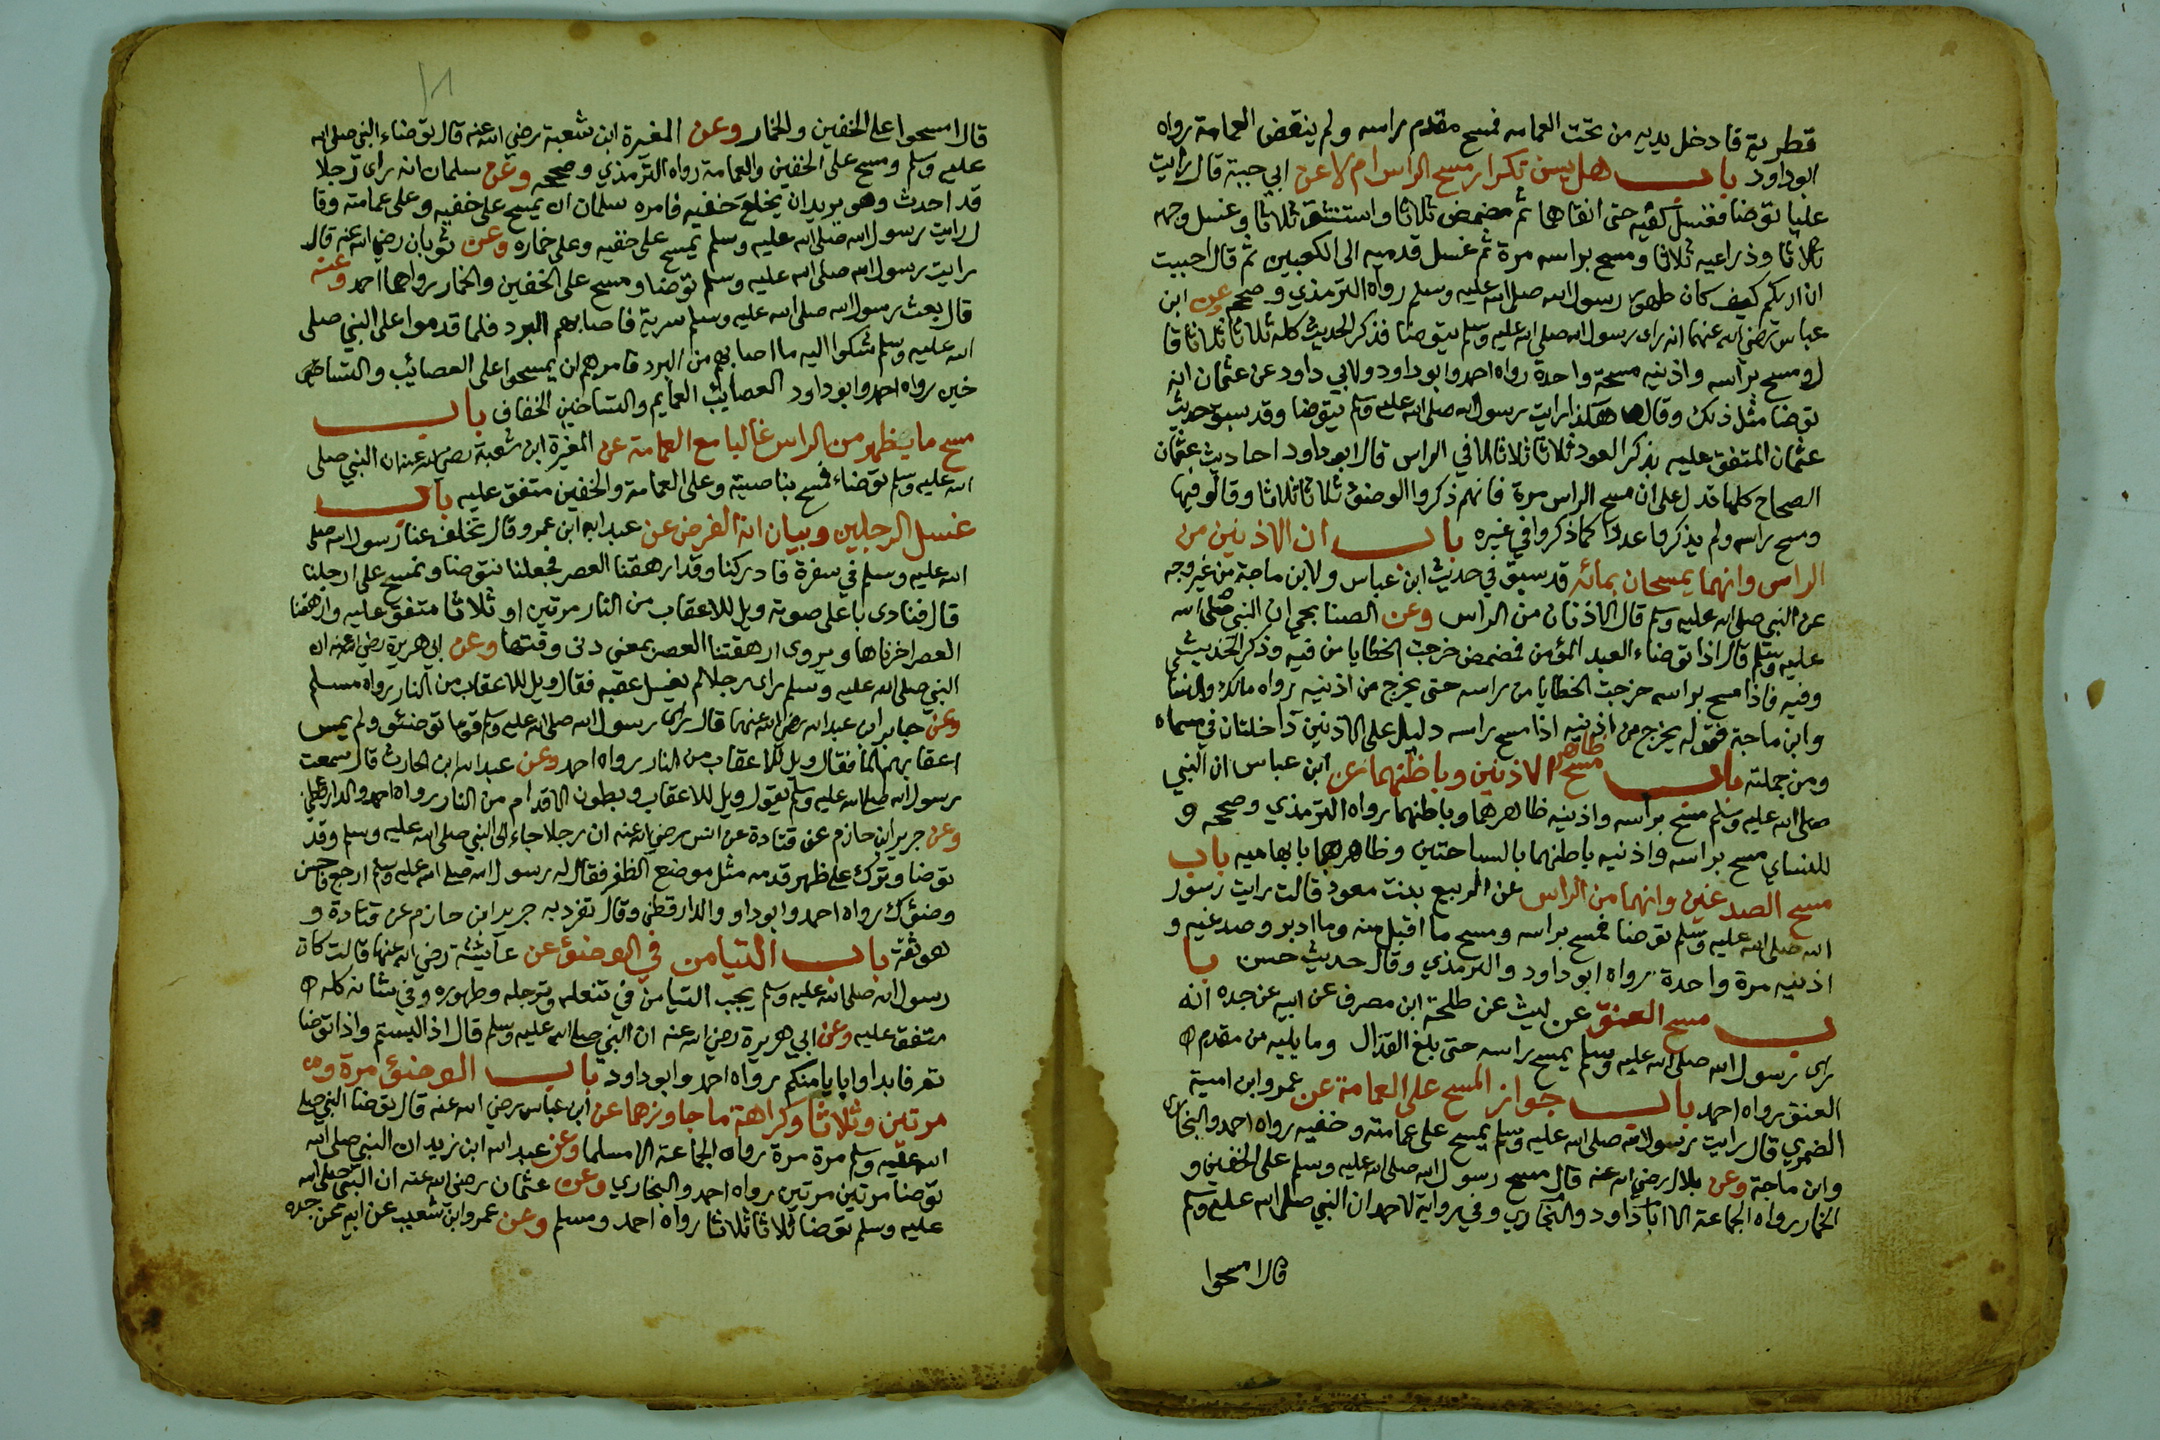 قطرية فادخل يديه من تحت العمامه فمسح مقدم راسه ولم ينقض العمامة رواه
ابوداود باب هل يسن تكرار مسح الراس ام لا عن ابي حبة قال رايت
عليا توضا فغسل كفيه حتى انقاهما ثم مضمض ثلاثا واستنشق ثلاثا وغسل وجهه
ثلاثا وذراعيه ثلاثا ومسح براسه مرة ثم غسل قدميه الى الكعبين ثم قال احببت
ان اريكم كيف كان طهور رسول الله صلى الله عليه وسلم رواه الترمذي وصححه وعن ابن
عباس رضي الله عنهما انه راى رسول الله صلى الله عليه وسلم يتوضا فذكر الحديث كله ثلاثا ثلاثا قا
ل ومسح براسه واذنيه مسحة واحدة رواه احمد وابوداود ولابي داود عن عثمان انه
توضا مثل ذلك وقال هكذا رايت رسول الله صلى الله عليه وسلم يتوضا وقد سبق حديث
عثمان المتفق عليه بذكر العود ثلاثا ثلاثا الا في الراس قال ابوداود احاديث عثمان
الصحاح كلها تدل على ان مسح الراس مرة فانهم ذكروا الوضوء ثلاثا ثلاثا وقالو فيها
ومسح راسه ولم يذكروا عددا كما ذكروا في غيره باب ان الاذنين من
الراس وانهما يمسحان بمائه قد سبق في حديث ابن عباس ولابن ماجة من غير وجه
عن النبي صلى الله عليه وسلم قال الاذنان من الراس وعن الصنابحي ان النبي صلى الله
عليه وسلم قال اذا توضاء العبد المؤمن فمضمض خرجت الخطايا من فيه وذكر الحديث
وفيه فاذا مسح براسه خرجت الخطايا من راسه حتى يخرج من اذنيه رواه مالك والنسائي
وابن ماجة فقوله يخرج من اذنيه اذا مسح براسه دليل على الاذنين داخلتان في مسماه
ومن جملته باب مسح ظاهر الاذنين وباطنهما عن ابن عباس ان النبي
صلى الله عليه وسلم مسح براسه واذنيه ظاهرهما وباطنهما رواه الترمذي وصححه و
للنساي مسح براسه واذنيه باطنهما بالسباحتين وظاهرهما بابهاميه باب
مسح الصدغين وانهما من الراس عن الربيع بنت معوذ قالت رايت رسول
الله صلى الله عليه وسلم توضا فمسح براسه ومسح ما اقبل منه وما ادبر وصدغيه و
اذنيه مرة واحدة رواه ابوداود والترمذي وقال حديث حسن با
ب مسح العنق عن ليث عن طلحة ابن مصرف عن ابيه عن جده انه
راى رسول الله صلى الله عليه وسلم يمسح راسه حتى بلغ القذال وما يليه من مقدم
العنق رواه احمد باب جواز المسح على العمامة عن عمرو ابن امية
الضمري قال رايت رسول الله صلى الله عليه وسلم يمسح على عمامته وخفيه رواه احمد والبخاري
وابن ماجة وعن بلال رضي الله عنه قال مسح رسول الله صلى الله عليه وسلم على الخفين و
الخمار رواه الجماعة الا اباداود والبخاري وفي رواية لاحمد ان النبي صلى الله عليه وسلم
قال امسحوا
قال امسحوا على الخفين والخمار وعن المغيرة ابن شعبة رضي الله عنه قال توضاء النبي صلى الله
عليه وسلم ومسح على الخفين والعمامة رواه الترمذي وصححه وعن سلمان انه راى رجلا
قد احدث وهو يريد ان يخلع خفيه فامره سلمان ان يمسح على خفيه وعلى عمامته وقا
ل رايت رسول الله صلى الله عليه وسلم يمسح على خفيه وعلى خماره وعن ثوبان رضي الله عنه قال
رايت رسول الله صلى الله عليه وسلم توضا ومسح على الخفين والخمار رواهما احمد وعنه
قال بعث رسول الله صلى الله عليه وسلم سرية فاصابهم البرد فلما قدموا على النبي صلى
الله عليه وسلم شكوا اليه ما اصابهم من البرد فامرهم ان يمسحوا على العصائب والتسا
خين رواه احمد وابوداود العصايب العمايم والتساخين الخفاف باب
مسح ما يظهر من الراس غالبا مع العمامة عن المغيرة ابن شعبة رضي الله عنه ان النبي صلى
الله عليه وسلم توضاء فمسح بناصيته وعلى العمامة والخفين متفق عليه باب
غسل الرجلين وبيان انه الفرض عن عبد الله ابن عمرو قال تخلف عنا رسول الله صلى
الله عليه وسلم في سفرة فادركنا وقد ارهقنا العصر فجعلنا نتوضا ونمسح على ارجلنا
قال فنادى باعلى صوته ويل للاعقاب من النار مرتين او ثلاثا متفق عليه وارهقنا
العصر اخرناها ويروى ارهقتنا العصر بمعنى دنى وقتها وعن ابي هريرة رضي الله عنه ان
النبي صلى الله عليه وسلم راى رجلا لم يغسل عقبه فقال ويل للاعقاب من النار رواه مسلم
وعن جابر ابن عبد الله رضي الله عنهما قال راى رسول الله صلى الله عليه وسلم قوما توضئو ولم يمس
اعقابهم الما فقال ويل للاعقاب من النار رواه احمد وعن عبد الله ابن الحارث قال سمعت
رسول الله صلى الله عليه وسلم يقول ويل للاعقاب وبطون الاقدام من النار رواه احمد والدارقطني
وعن جرير ابن حازم عن قتادة عن انس رضي الله عنه ان رجلا جاء الى النبي صلى الله عليه وسلم وقد
توضا وترك على ظهر قدمه مثل موضع الظفر فقال له رسول الله صلى الله عليه وسلم ارجع فاحسن
وضوئك رواه احمد وابوداو والدارقطني وقال تفرد به جرير ابن حازم عن قتادة و
هو ثقة باب التيامن في الوضوء عن عايشة رضي الله عنها قالت كان
رسول الله صلى الله عليه وسلم يحب التيامن في تنعله وترجله وطهوره وفي شانه كله
متفق عليه وعن ابي هريرة رضي الله عنه ان النبي صلى الله عليه وسلم قال اذا لبستم واذا توضا
تم فابداو ابايامنكم رواه احمد وابوداود باب الوضوء مرة و
مرتين وثلاثا وكراهة ما جاوزهما عن ابن عباس رضي الله عنه قال توضا النبي صلى
الله عليه وسلم مرة مرة رواه الجماعة الا مسلما وعن عبد الله ابن زيد ان النبي صلى الله
توضا مرتين مرتين رواه احمد والبخاري وعن عثمان رضي الله عنه ان النبي صلى الله
عليه وسلم توضا ثلاثا ثلاثا رواه احمد ومسلم وعن عمرو ابن شعيب عن ابيه عن جده